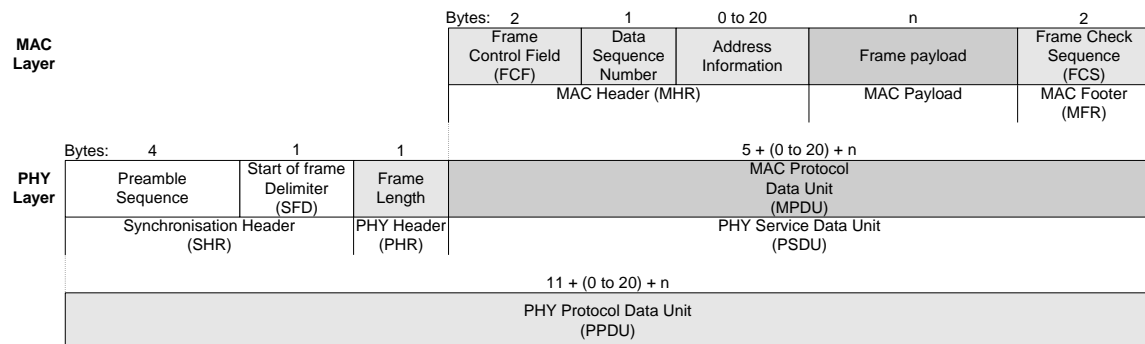 Bytes: 2 1 0 to 20 n 2
MAC
Layer
Frame
Control Field
(FCF)
Data
Sequence
Number
Address
Information
Frame payload
Frame Check
Sequence
(FCS)
MAC Header (MHR)
MAC Payload
MAC Footer
(MFR)
Bytes: 4 1 1 5 + (0 to 20) + n
PHY
Layer
Preamble
Sequence
Start of frame
Delimiter
(SFD)
Frame
Length
MAC Protocol
Data Unit
(MPDU)
Synchronisation Header
(SHR)
PHY Header
(PHR)
PHY Service Data Unit
(PSDU)
11 + (0 to 20) + n
PHY Protocol Data Unit
(PPDU)